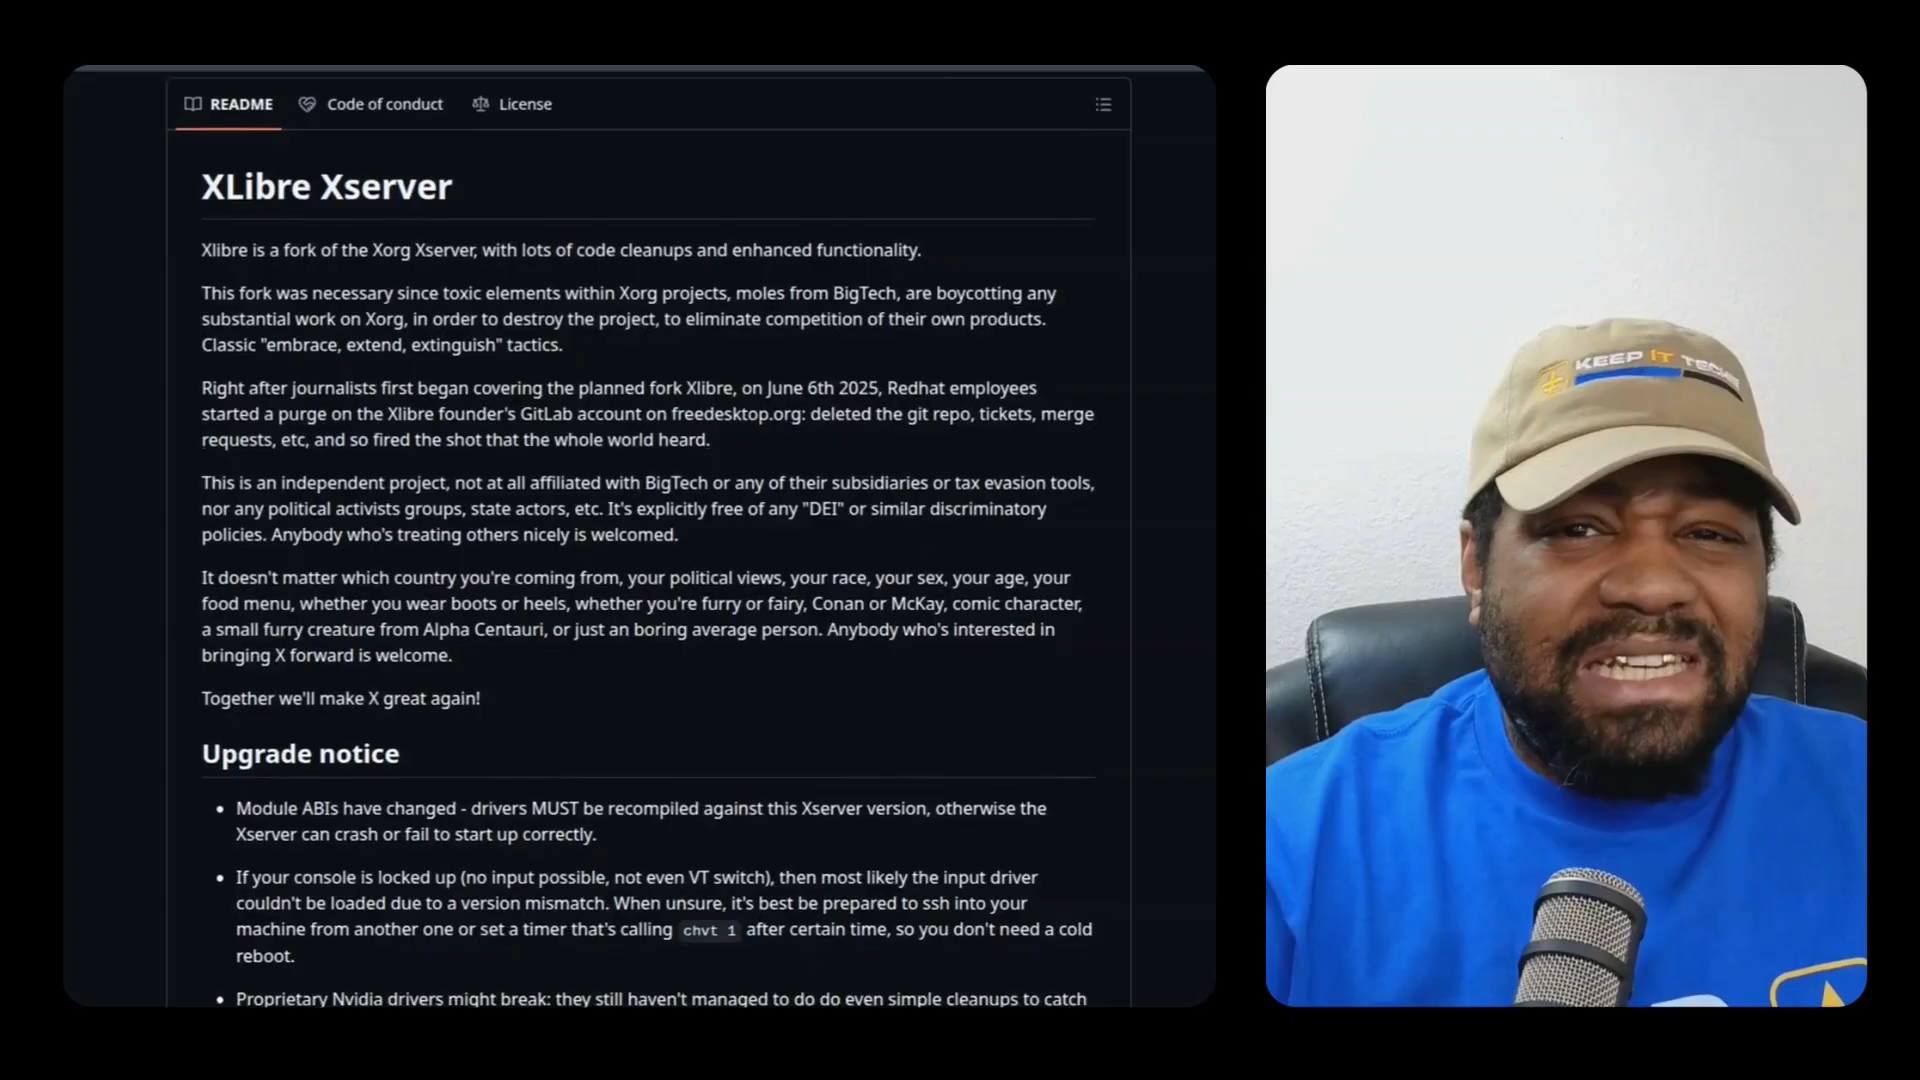 README Code of conduct License
XLibre Xserver
Xlibre is a fork of the Xorg Xserver, with lots of code cleanups and enhanced functionality.
This fork was necessary since toxic elements within Xorg projects, moles from BigTech, are boycotting any
substantial work on Xorg, in order to destroy the project, to eliminate competition of their own products.
Classic "embrace, extend, extinguish" tactics.
Right after journalists first began covering the planned fork Xlibre, on June 6th 2025, Redhat employees
started a purge on the Xlibre founder's GitLab account on freedesktop.org: deleted the git repo, tickets, merge
requests, etc, and so fired the shot that the whole world heard.
This is an independent project, not at all affiliated with BigTech or any of their subsidiaries or tax evasion tools,
nor any political activists groups, state actors, etc. It's explicitly free of any "DEI" or similar discriminatory
policies. Anybody who's treating others nicely is welcomed.
It doesn't matter which country you're coming from, your political views, your race, your sex, your age, your
food menu, whether you wear boots or heels, whether you're furry or fairy, Conan or McKay, comic character,
a small furry creature from Alpha Centauri, or just an boring average person. Anybody who's interested in
bringing X forward is welcome.
Together we'll make X great again!
Upgrade notice
• Module ABIs have changed - drivers MUST be recompiled against this Xserver version, otherwise the
Xserver can crash or fail to start up correctly.
• If your console is locked up (no input possible, not even VT switch), then most likely the input driver
couldn't be loaded due to a version mismatch. When unsure, it's best be prepared to ssh into your
machine from another one or set a timer that's calling chvt 1 after certain time, so you don't need a cold
reboot.
• Proprietary Nvidia drivers might break: they still haven't managed to do do even simple cleanups to catch
KEEP IT TECHIE